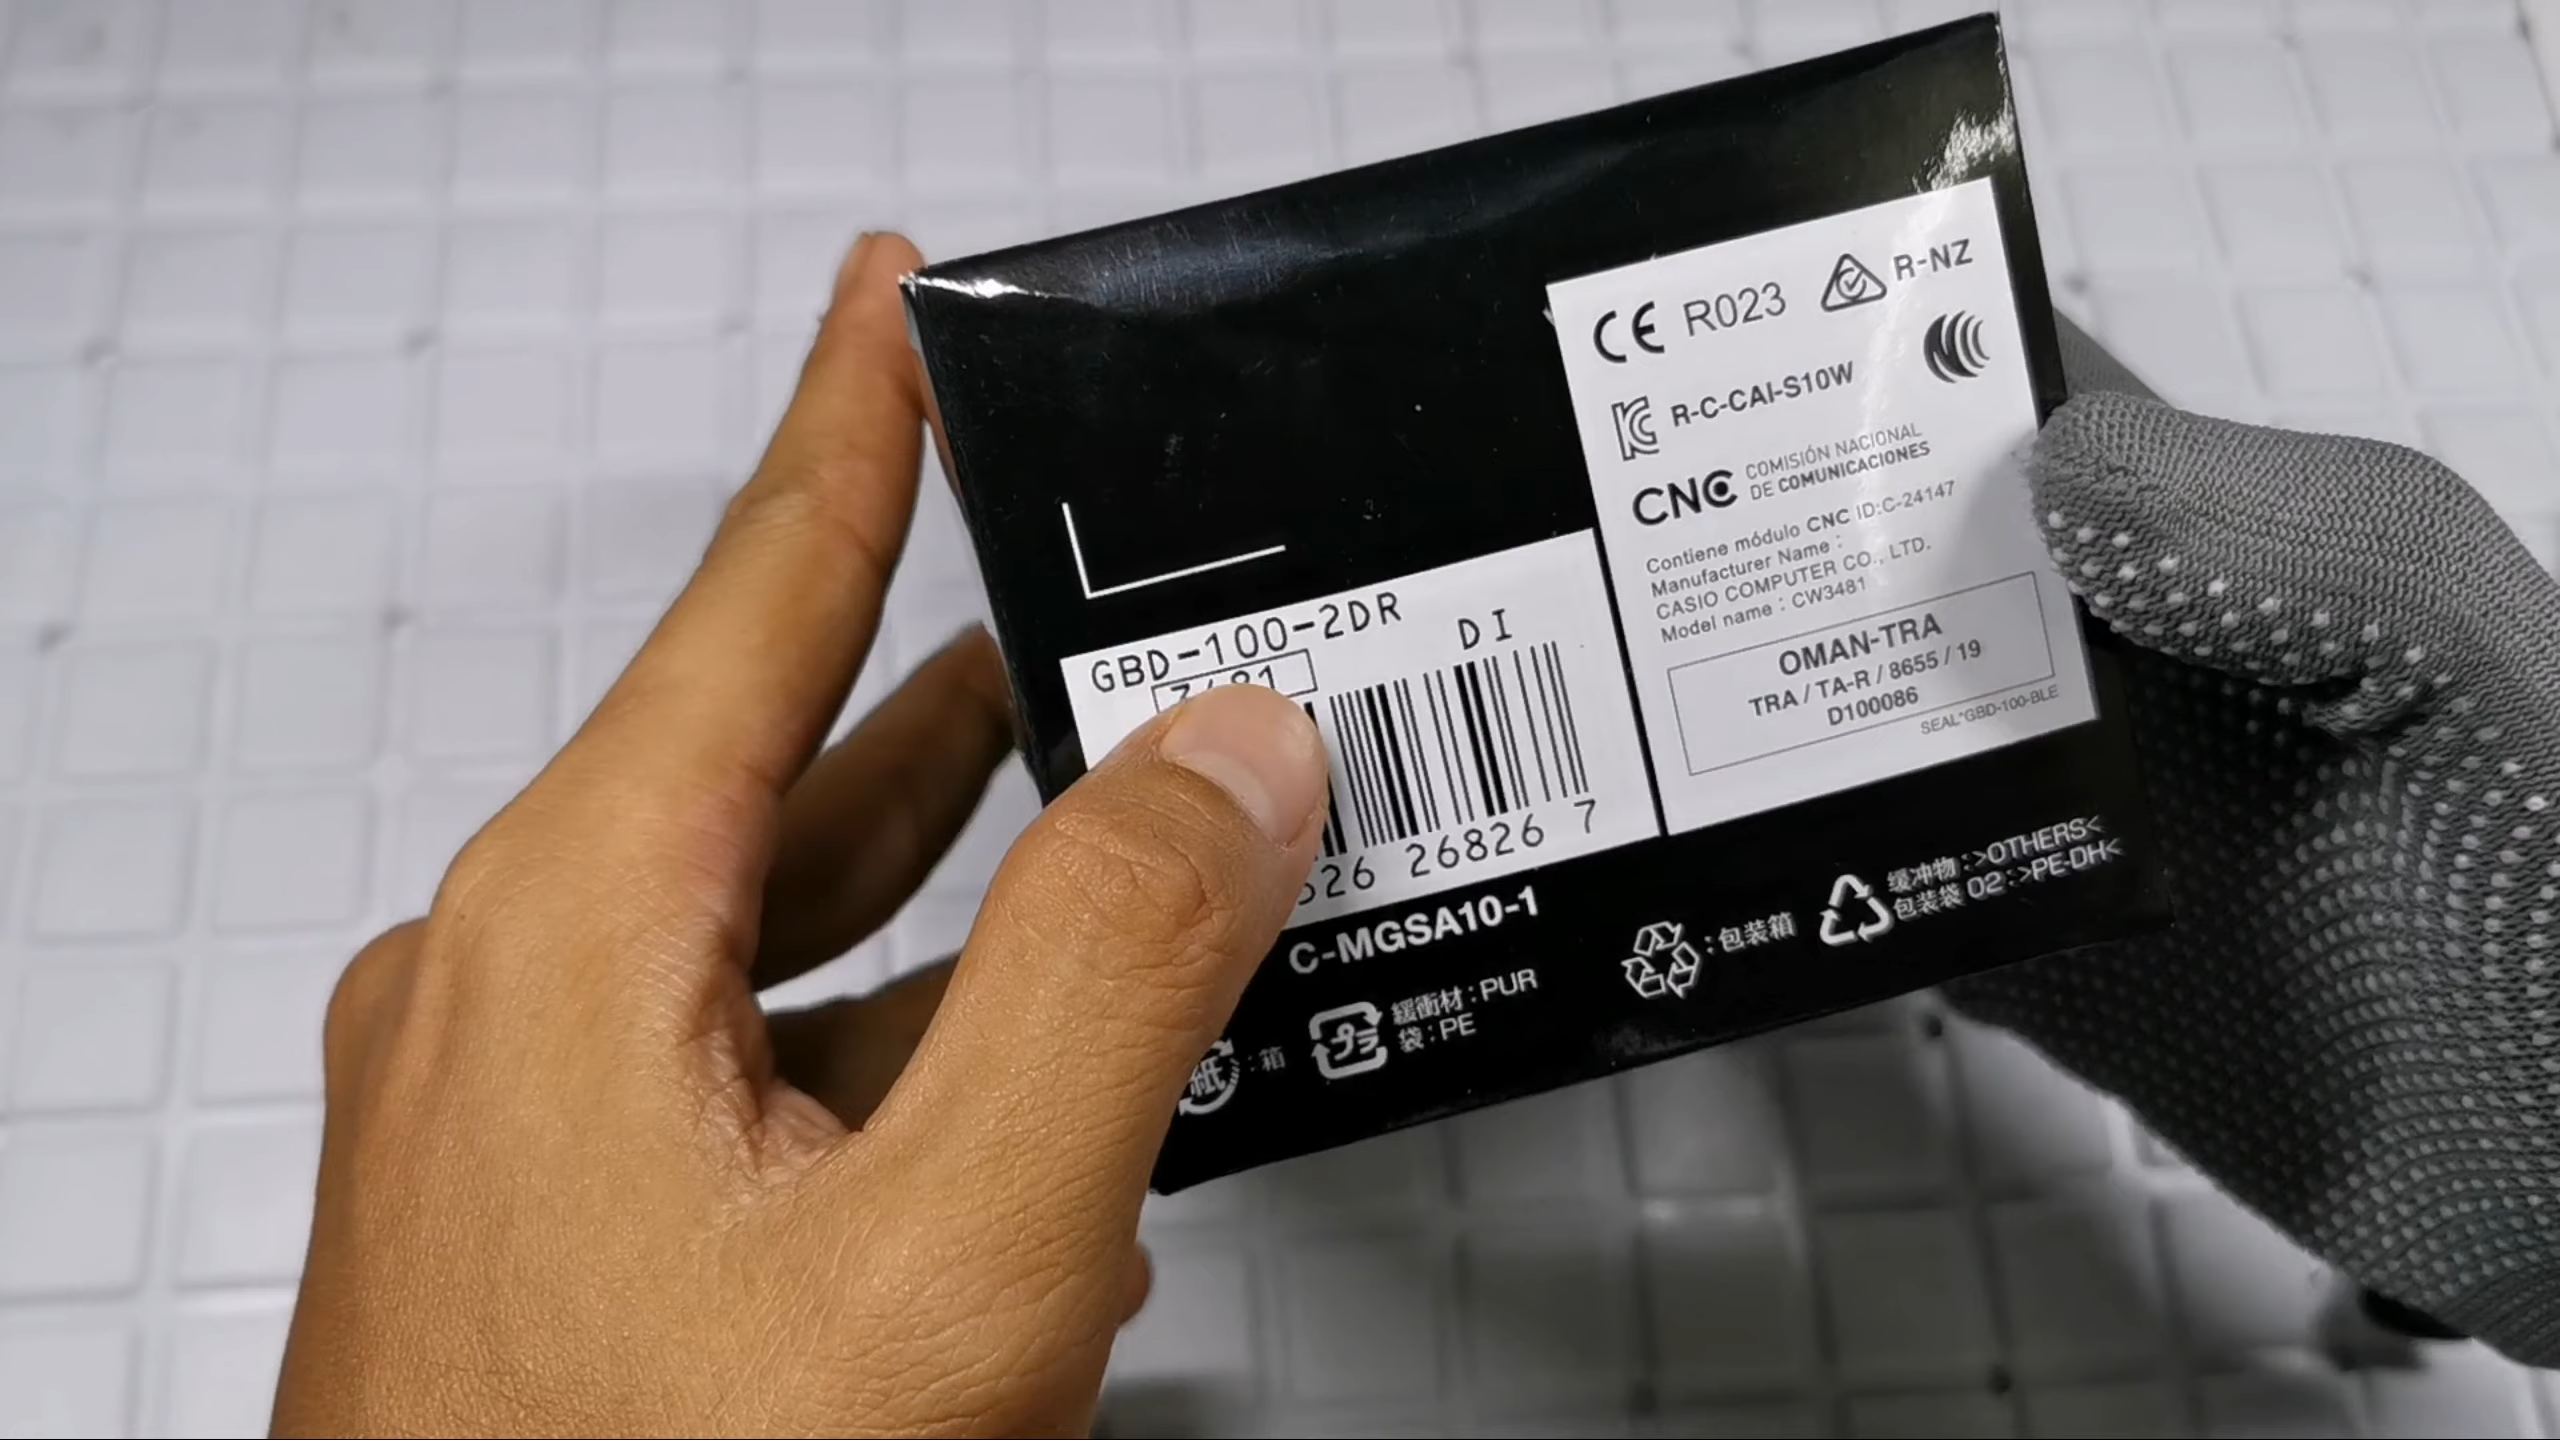 GBD-100-2DR
DI
26 26826 7
C-MGSA10-1
紙:箱
プラ 緩衝材:PUR
袋:PE
:包装箱
缓冲物:>OTHERS<
包装袋 02:>PE-DH<
CE R023 R-NZ
R-C-CAI-S10W
CNC COMISIÓN NACIONAL
DE COMUNICACIONES
Contiene módulo CNC ID:C-24147
Manufacturer Name :
CASIO COMPUTER CO., LTD.
Model name : CW3481
OMAN-TRA
TRA / TA-R / 8655 / 19
D100086
SEAL*GBD-100-BLE